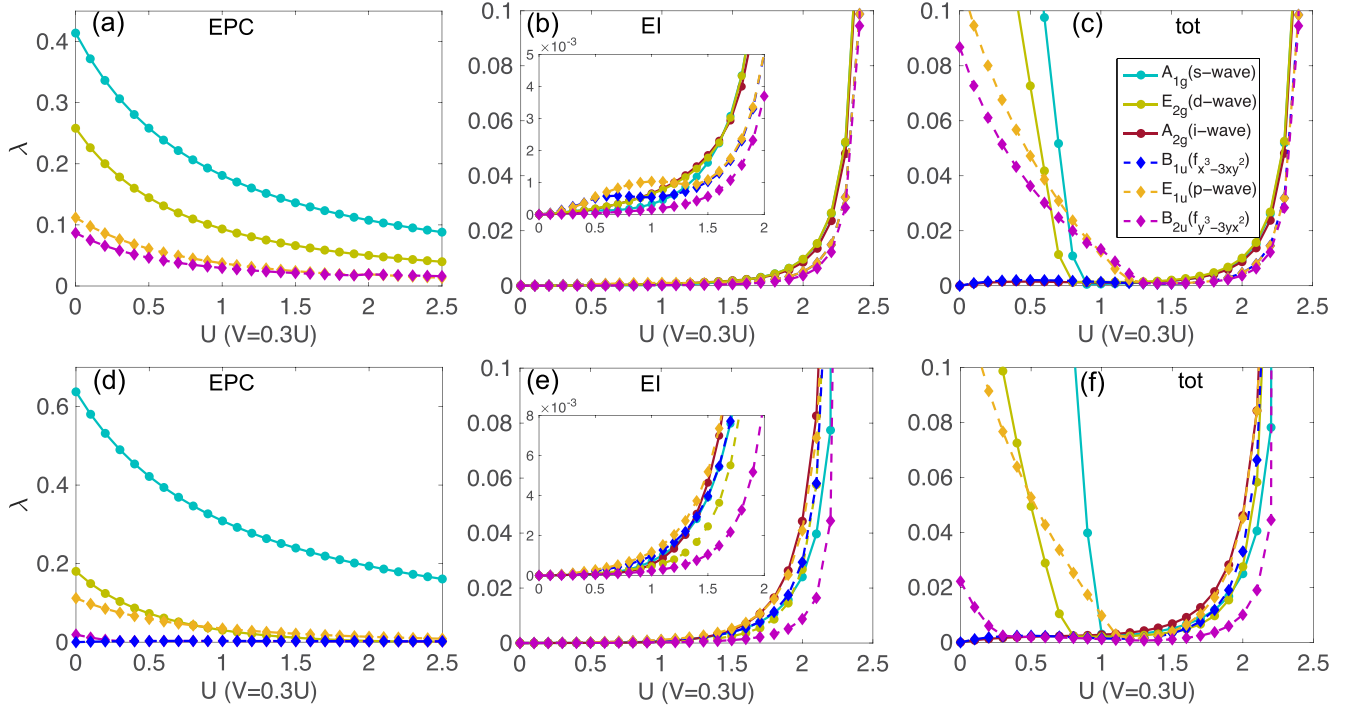 (a) EPC
0.4
0.3
0.2
0.1
0
λ
0 0.5 1 1.5 2 2.5
U (V=0.3U)
(b) EI
0.1
0.08
0.06
0.04
0.02
0
×10⁻³
5
4
3
2
1
0
0 0.5 1 1.5 2
0 0.5 1 1.5 2 2.5
U (V=0.3U)
(c) tot
0.1
0.08
0.06
0.04
0.02
0
A1g(s-wave)
E2g(d-wave)
A2g(i-wave)
B1u(fx³-3xy²)
E1u(p-wave)
B2u(fy³-3yx²)
0 0.5 1 1.5 2 2.5
U (V=0.3U)
(d) EPC
0.6
0.4
0.2
0
λ
0 0.5 1 1.5 2 2.5
U (V=0.3U)
(e) EI
0.1
0.08
0.06
0.04
0.02
0
×10⁻³
8
6
4
2
0
0 0.5 1 1.5 2
0 0.5 1 1.5 2 2.5
U (V=0.3U)
(f) tot
0.1
0.08
0.06
0.04
0.02
0
0 0.5 1 1.5 2 2.5
U (V=0.3U)